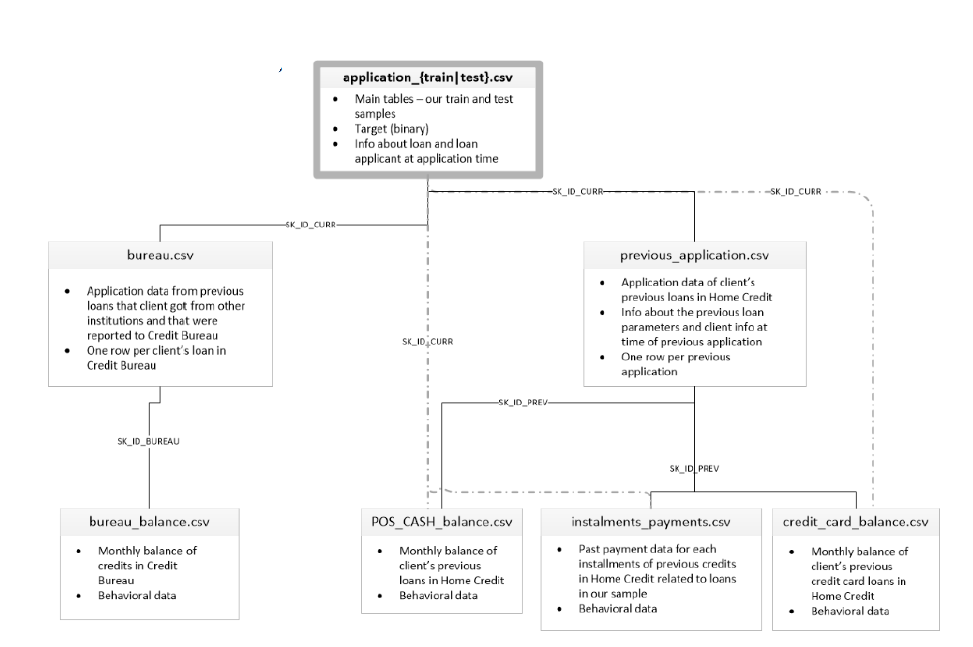 application_{train|test}.csv
• Main tables – our train and test
samples
• Target (binary)
• Info about loan and loan
applicant at application time
SK_ID_CURR
SK_ID_CURR
SK_ID_CURR
bureau.csv
• Application data from previous
loans that client got from other
institutions and that were
reported to Credit Bureau
• One row per client's loan in
Credit Bureau
previous_application.csv
• Application data of client's
previous loans in Home Credit
• Info about the previous loan
parameters and client info at
time of previous application
• One row per previous
application
SK_ID_CURR
SK_ID_PREV
SK_ID_BUREAU
SK_ID_PREV
bureau_balance.csv
• Monthly balance of
credits in Credit
Bureau
• Behavioral data
POS_CASH_balance.csv
• Monthly balance of
client's previous
loans in Home Credit
• Behavioral data
instalments_payments.csv
• Past payment data for each
installments of previous credits
in Home Credit related to loans
in our sample
• Behavioral data
credit_card_balance.csv
• Monthly balance of
client's previous
credit card loans in
Home Credit
• Behavioral data